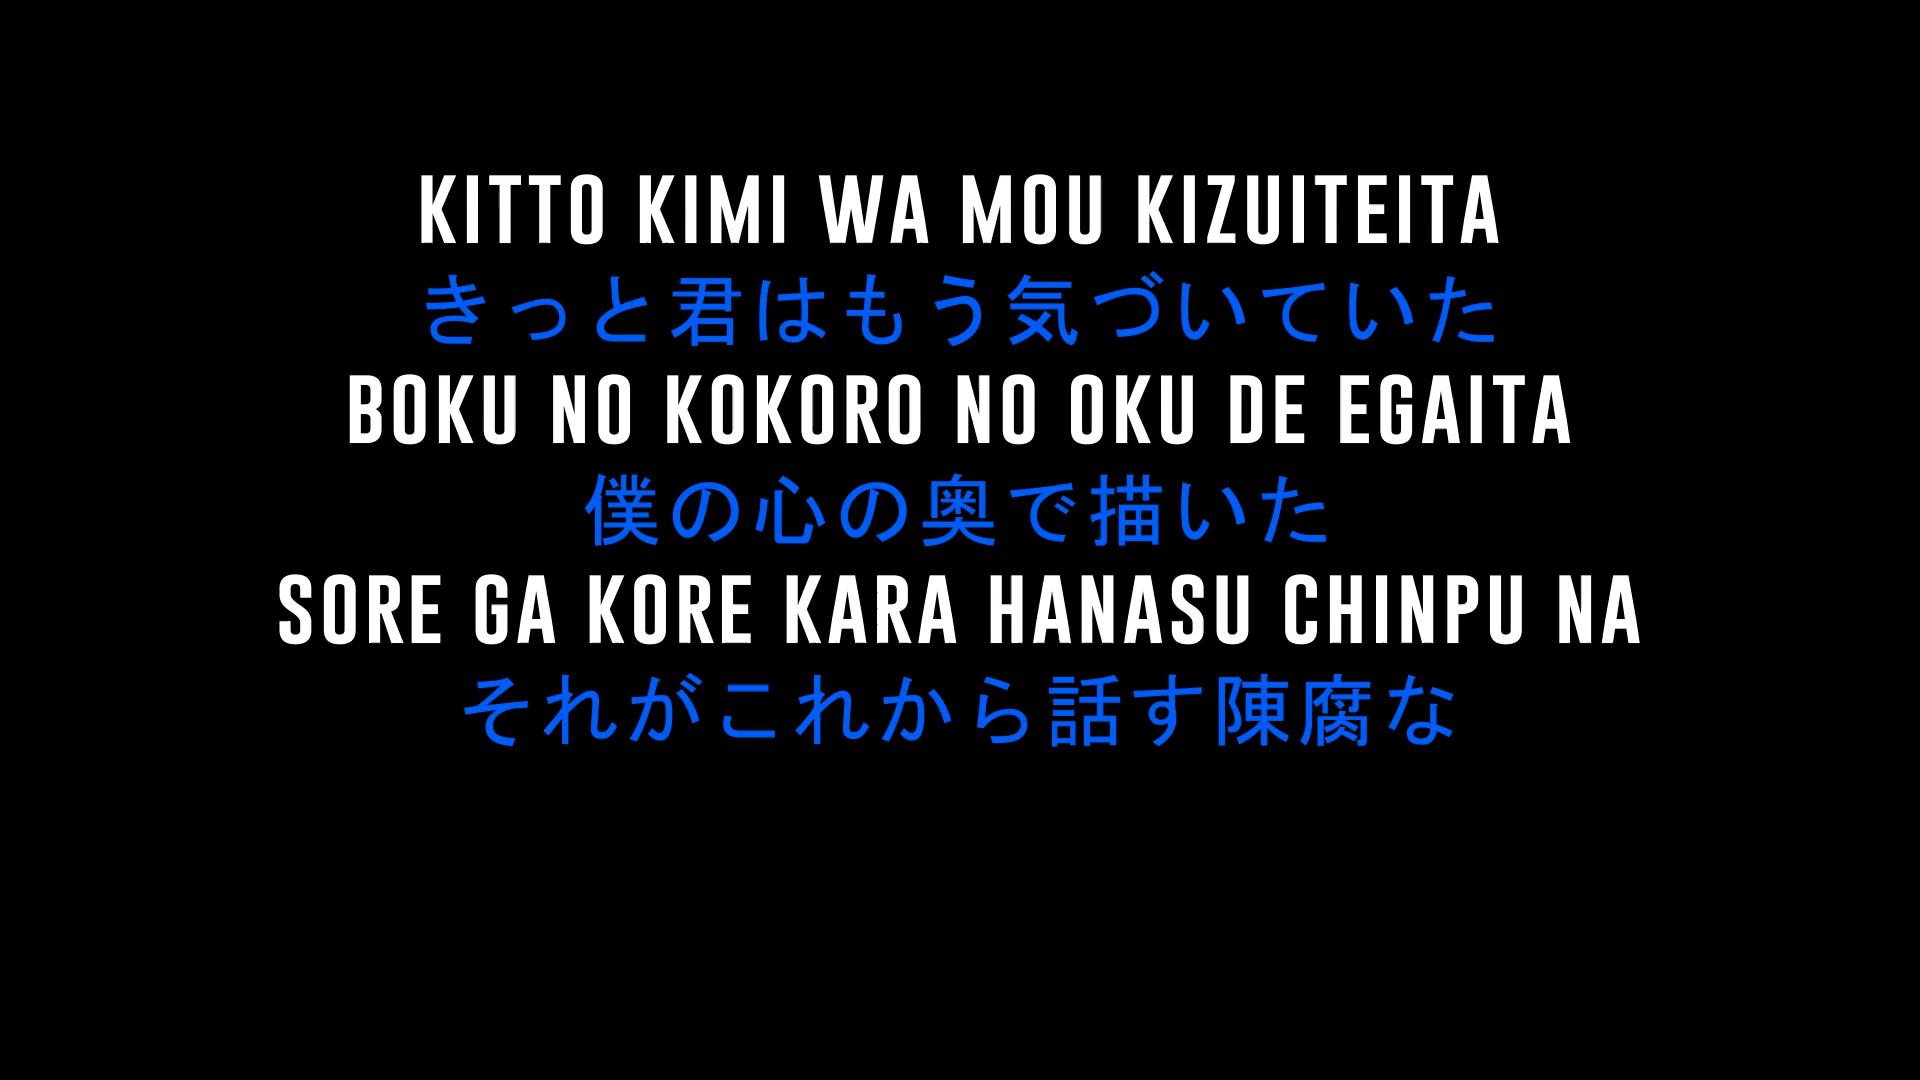 KITTO KIMI WA MOU KIZUITEITA
きっと君はもう気づいていた
BOKU NO KOKORO NO OKU DE EGAITA
僕の心の奥で描いた
SORE GA KORE KARA HANASU CHINPU NA
それがこれから話す陳腐な